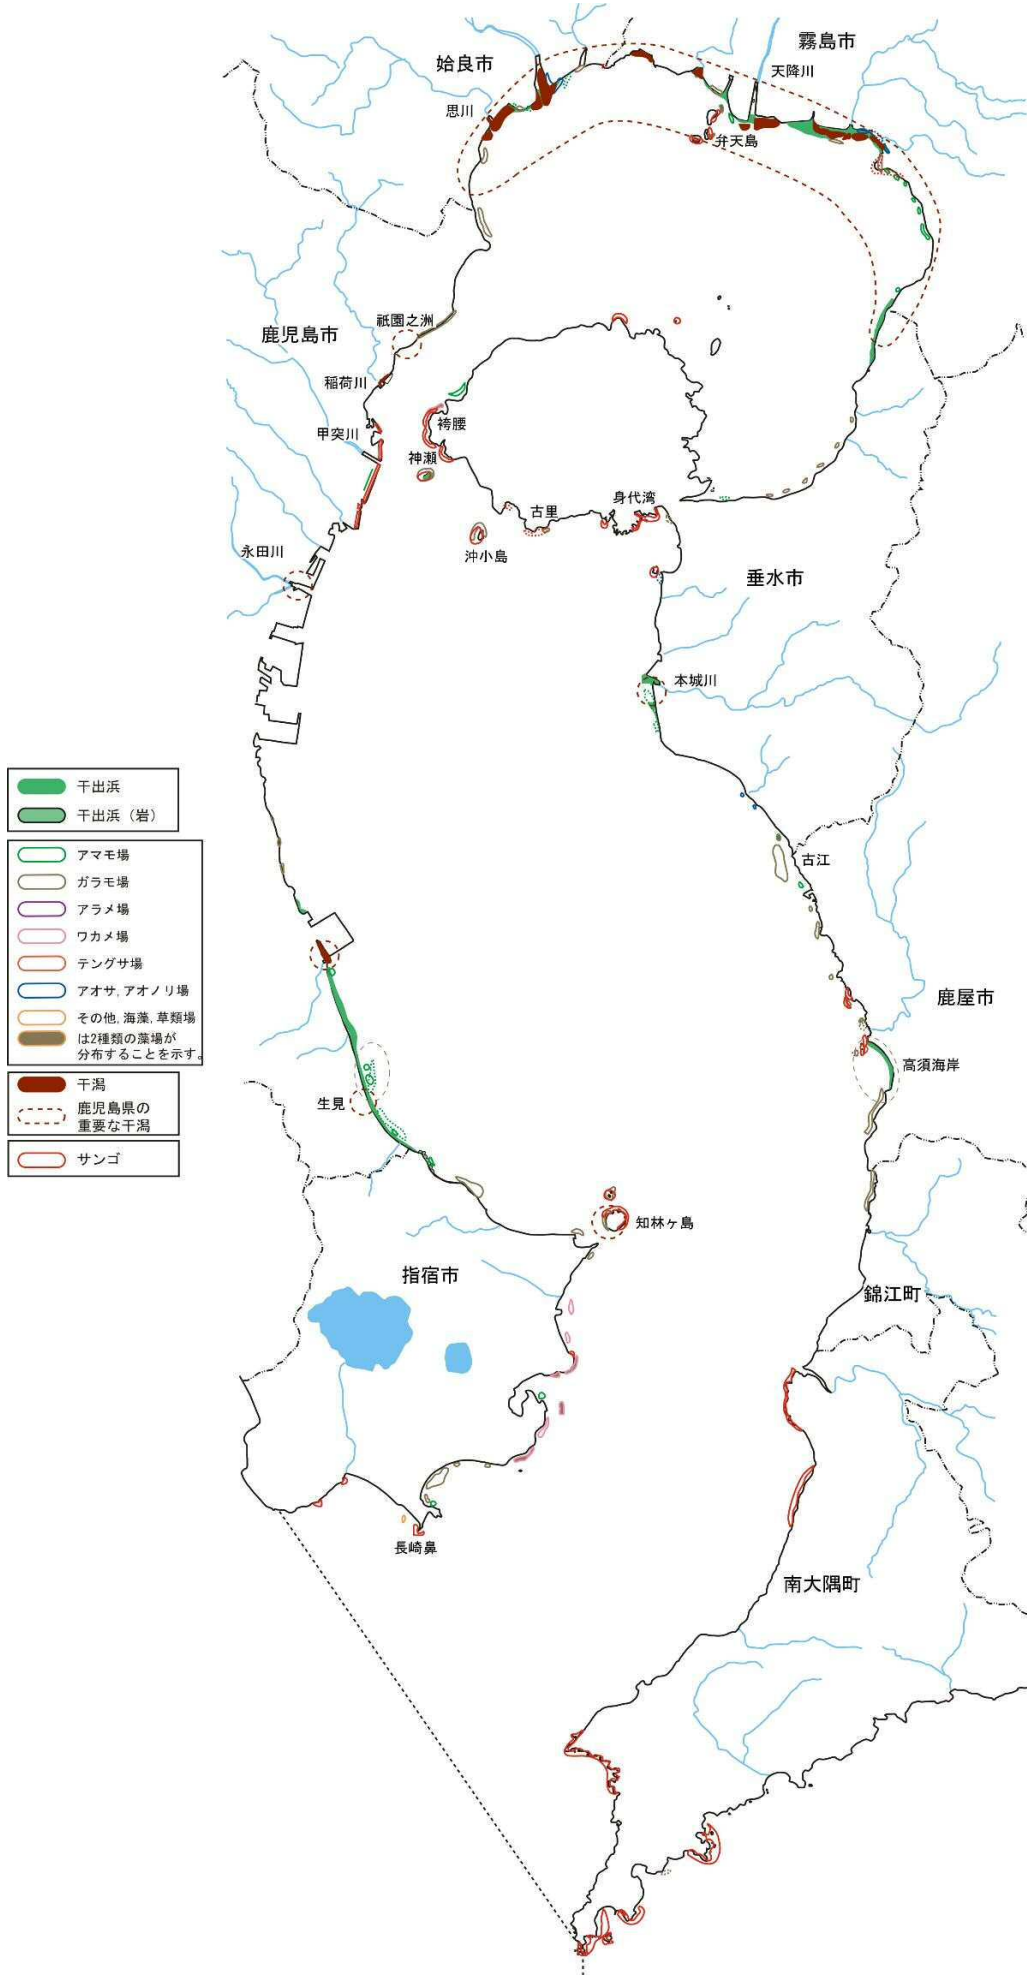 霧島市
姶良市
天降川
思川
弁天島
祇園之洲
鹿児島市
稲荷川
袴腰
甲突川
神瀬
身代湾
古里
永田川
沖小島
垂水市
本城川
干出浜
干出浜（岩）
アマモ場
古江
ガラモ場
アラメ場
ワカメ場
テングサ場
アオサ, アオノリ場
鹿屋市
その他, 海藻, 草類場
は2種類の藻場が
分布することを示す。
高須海岸
干潟
鹿児島県の
重要な干潟
生見
サンゴ
知林ヶ島
指宿市
錦江町
長崎鼻
南大隅町